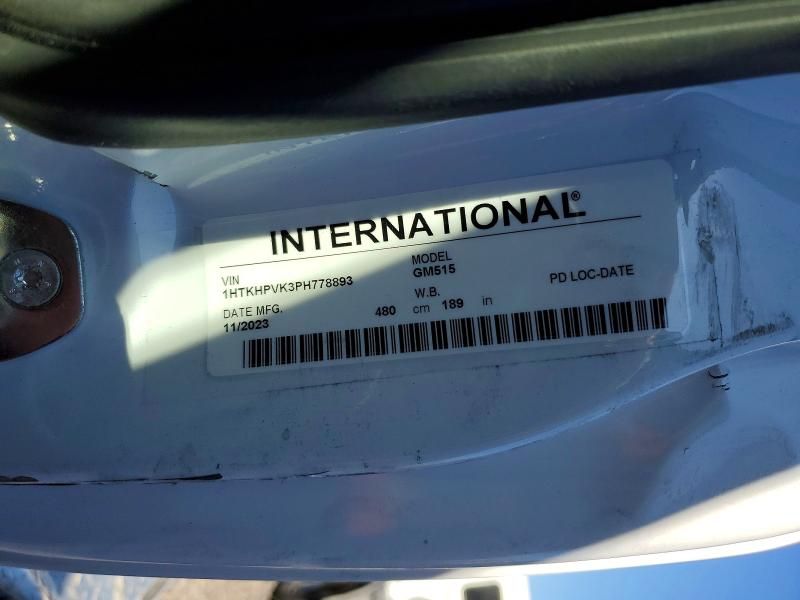 INTERNATIONAL®
VIN
1HTKHPVK3PH778893
MODEL
GM515
DATE MFG.
11/2023
W.B.
480 cm 189 in
PD LOC-DATE